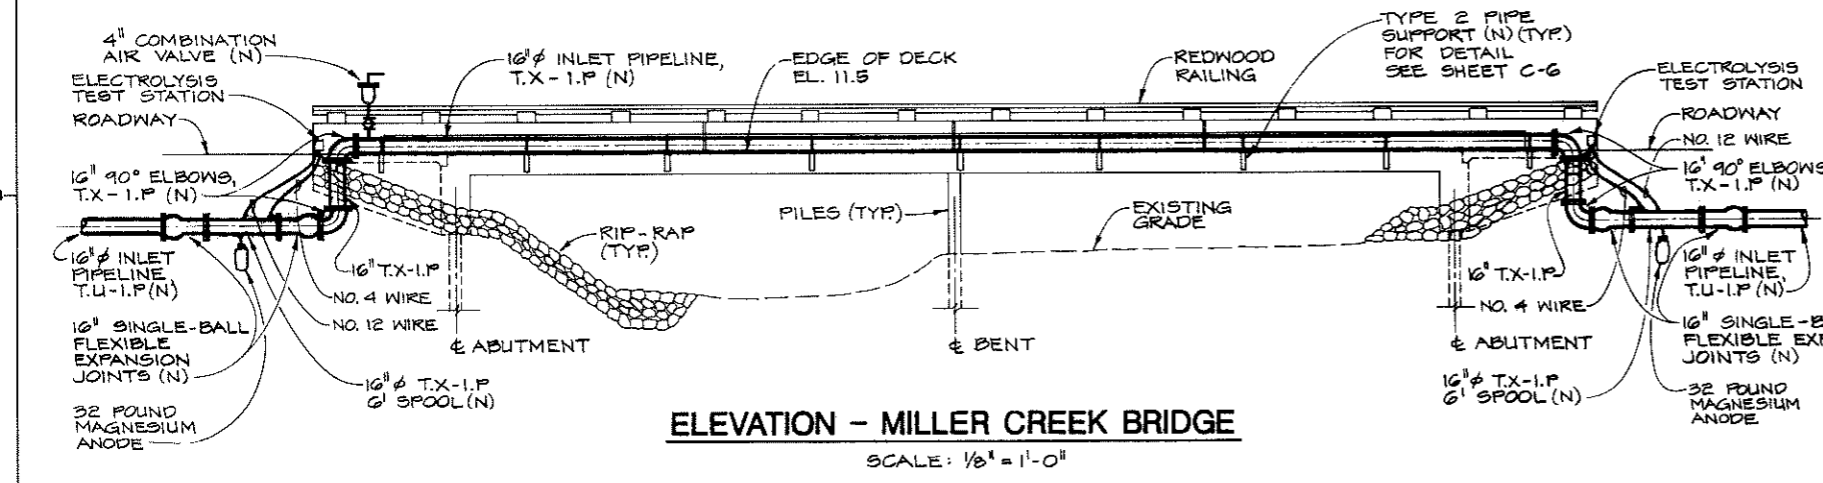 4" COMBINATION
AIR VALVE (N)
ELECTROLYSIS
TEST STATION
ROADWAY
16"ϕ INLET PIPELINE,
T.X-1.P (N)
EDGE OF DECK
EL. 11.5
REDWOOD
RAILING
TYPE 2 PIPE
SUPPORT (N) (TYP.)
FOR DETAIL
SEE SHEET C-6
ELECTROLYSIS
TEST STATION
ROADWAY
NO. 12 WIRE
16" 90° ELBOWS,
T.X-1.P (N)
16" 90° ELBOWS
T.X-1.P (N)
PILES (TYP.)
EXISTING
GRADE
RIP-RAP
(TYP.)
16"ϕ INLET
PIPELINE,
T.U-1.P (N)
16" T.X-1.P
NO. 4 WIRE
NO. 12 WIRE
16" SINGLE-BALL
FLEXIBLE
EXPANSION
JOINTS (N)
℄ ABUTMENT
℄ BENT
℄ ABUTMENT
16" T.X-1.P
NO. 4 WIRE
16"ϕ INLET
PIPELINE,
T.U-1.P (N)
16" SINGLE-B
FLEXIBLE EXP
JOINTS (N)
16"ϕ T.X-1.P
6' SPOOL (N)
32 POUND
MAGNESIUM
ANODE
16"ϕ T.X-1.P
6' SPOOL (N)
32 POUND
MAGNESIUM
ANODE
ELEVATION - MILLER CREEK BRIDGE
SCALE: 1/8" = 1'-0"